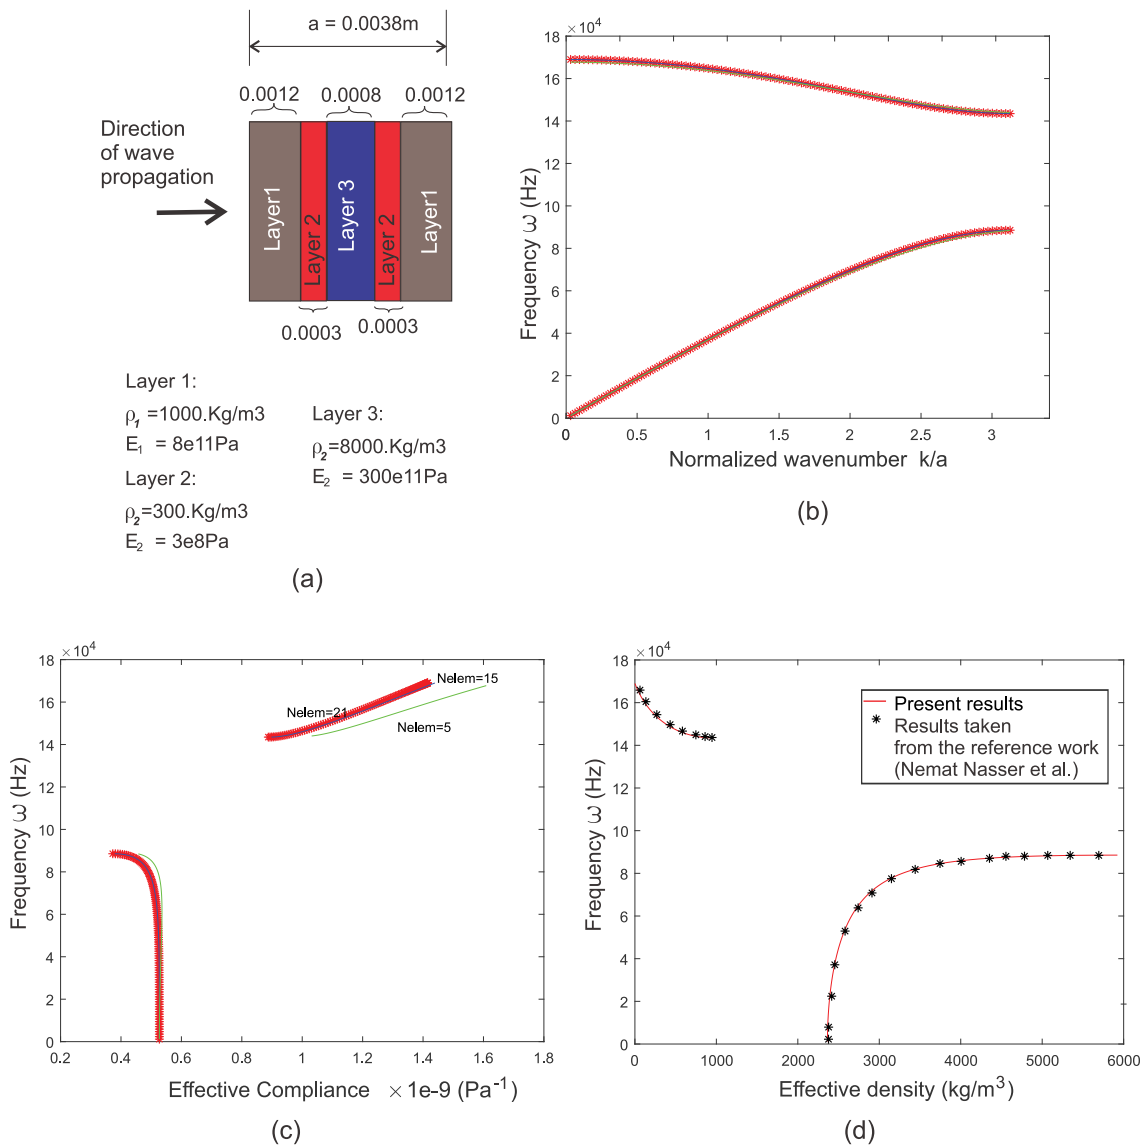 a = 0.0038m
0.0012
0.0008
0.0012
Direction
of wave
propagation
Layer1
Layer 2
Layer 3
Layer 2
Layer1
0.0003
0.0003
Layer 1:
ρ1 =1000.Kg/m3
E1 = 8e11Pa
Layer 2:
ρ2=300.Kg/m3
E2 = 3e8Pa
Layer 3:
ρ2=8000.Kg/m3
E2 = 300e11Pa
(a)
×10^4
18
16
14
12
10
8
6
4
2
0
Frequency ω (Hz)
0 0.5 1 1.5 2 2.5 3
Normalized wavenumber k/a
(b)
×10^4
18
16
14
12
10
8
6
4
2
0
Frequency ω (Hz)
Nelem=15
Nelem=21
Nelem=5
0.2 0.4 0.6 0.8 1 1.2 1.4 1.6 1.8
Effective Compliance ×1e-9 (Pa^-1)
(c)
×10^4
18
16
14
12
10
8
6
4
2
0
Frequency ω (Hz)
Present results
Results taken
from the reference work
(Nemat Nasser et al.)
0 1000 2000 3000 4000 5000 6000
Effective density (kg/m^3)
(d)